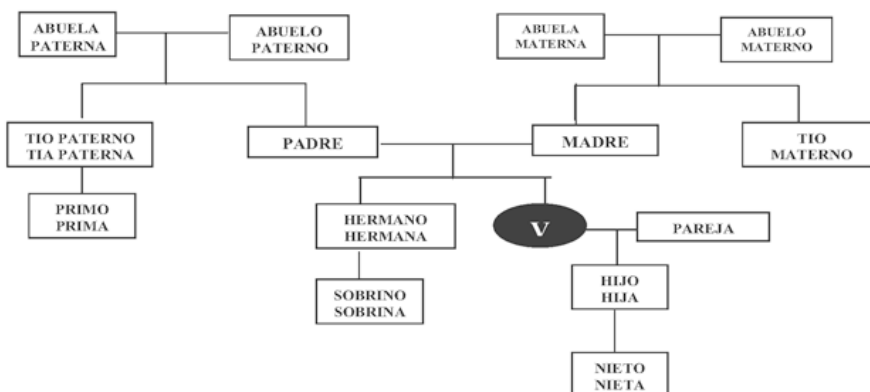 ABUELA
PATERNA
ABUELO
PATERNO
ABUELA
MATERNA
ABUELO
MATERNO
TIO PATERNO
TIA PATERNA
PADRE
MADRE
TIO
MATERNO
PRIMO
PRIMA
HERMANO
HERMANA
V
PAREJA
SOBRINO
SOBRINA
HIJO
HIJA
NIETO
NIETA